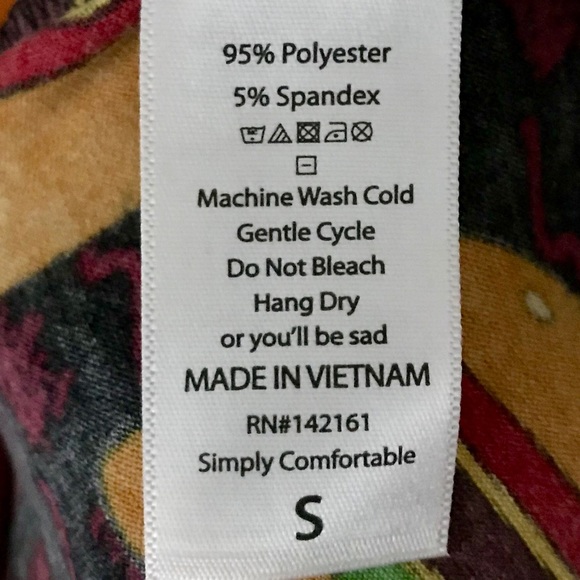 95% Polyester
5% Spandex
Machine Wash Cold
Gentle Cycle
Do Not Bleach
Hang Dry
or you'll be sad
MADE IN VIETNAM
RN#142161
Simply Comfortable
S